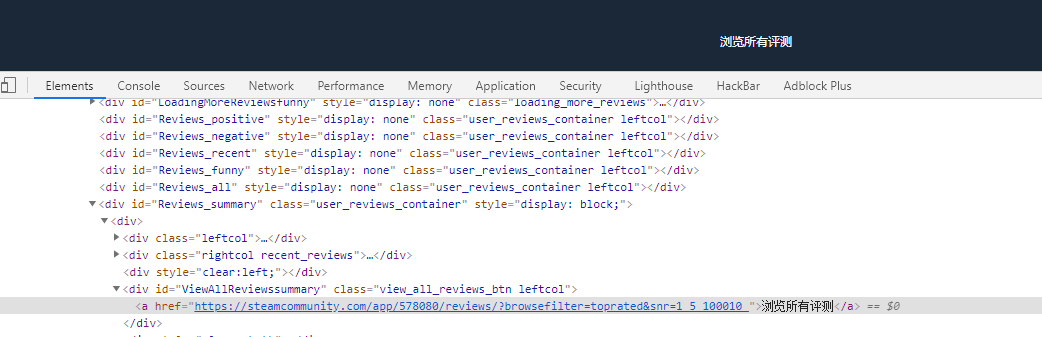 浏览所有评测
Elements Console Sources Network Performance Memory Application Security Lighthouse HackBar Adblock Plus
<div id="LoadingMoreReviewsfunny" style="display: none" class="loading_more_reviews">…</div>
<div id="Reviews_positive" style="display: none" class="user_reviews_container leftcol"></div>
<div id="Reviews_negative" style="display: none" class="user_reviews_container leftcol"></div>
<div id="Reviews_recent" style="display: none" class="user_reviews_container leftcol"></div>
<div id="Reviews_funny" style="display: none" class="user_reviews_container leftcol"></div>
<div id="Reviews_all" style="display: none" class="user_reviews_container leftcol"></div>
<div id="Reviews_summary" class="user_reviews_container" style="display: block;">
<div>
<div class="leftcol">…</div>
<div class="rightcol recent_reviews">…</div>
<div style="clear:left;"></div>
<div id="ViewAllReviewssummary" class="view_all_reviews_btn leftcol">
<a href="https://steamcommunity.com/app/578080/reviews/?browsefilter=toprated&snr=1_5_100010_">浏览所有评测</a> == $0
</div>